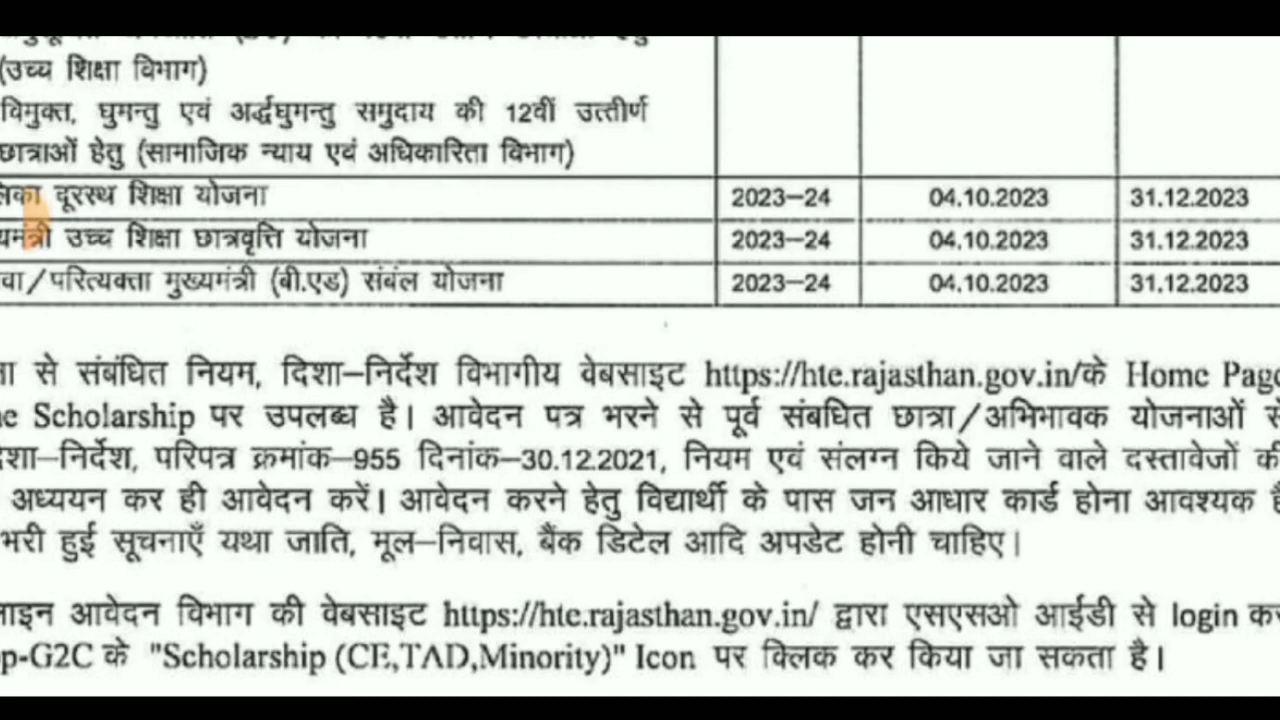 (उच्च शिक्षा विभाग)
विमुक्त, घुमन्तु एवं अर्द्धघुमन्तु समुदाय की 12वीं उत्तीर्ण
छात्राओं हेतु (सामाजिक न्याय एवं अधिकारिता विभाग)
दूरस्थ शिक्षा योजना 2023–24 04.10.2023 31.12.2023
उच्च शिक्षा छात्रवृत्ति योजना 2023–24 04.10.2023 31.12.2023
वा/परित्यक्ता मुख्यमंत्री (बी.एड) संबंल योजना 2023–24 04.10.2023 31.12.2023
से संबंधित नियम, दिशा–निर्देश विभागीय वेबसाइट https://hte.rajasthan.gov.in/के Home Page
Scholarship पर उपलब्ध है। आवेदन पत्र भरने से पूर्व संबधित छात्रा/अभिभावक योजनाओं
शा–निर्देश, परिपत्र क्रमांक–955 दिनांक–30.12.2021, नियम एवं संलग्न किये जाने वाले दस्तावेजों की
अध्ययन कर ही आवेदन करें। आवेदन करने हेतु विद्यार्थी के पास जन आधार कार्ड होना आवश्यक है
भरी हुई सूचनाएँ यथा जाति, मूल–निवास, बैंक डिटेल आदि अपडेट होनी चाहिए।
आवेदन विभाग की वेबसाइट https://hte.rajasthan.gov.in/ द्वारा एसएसओ आईडी से login कर
p-G2C के "Scholarship (CE,TAD,Minority)" Icon पर क्लिक कर किया जा सकता है।